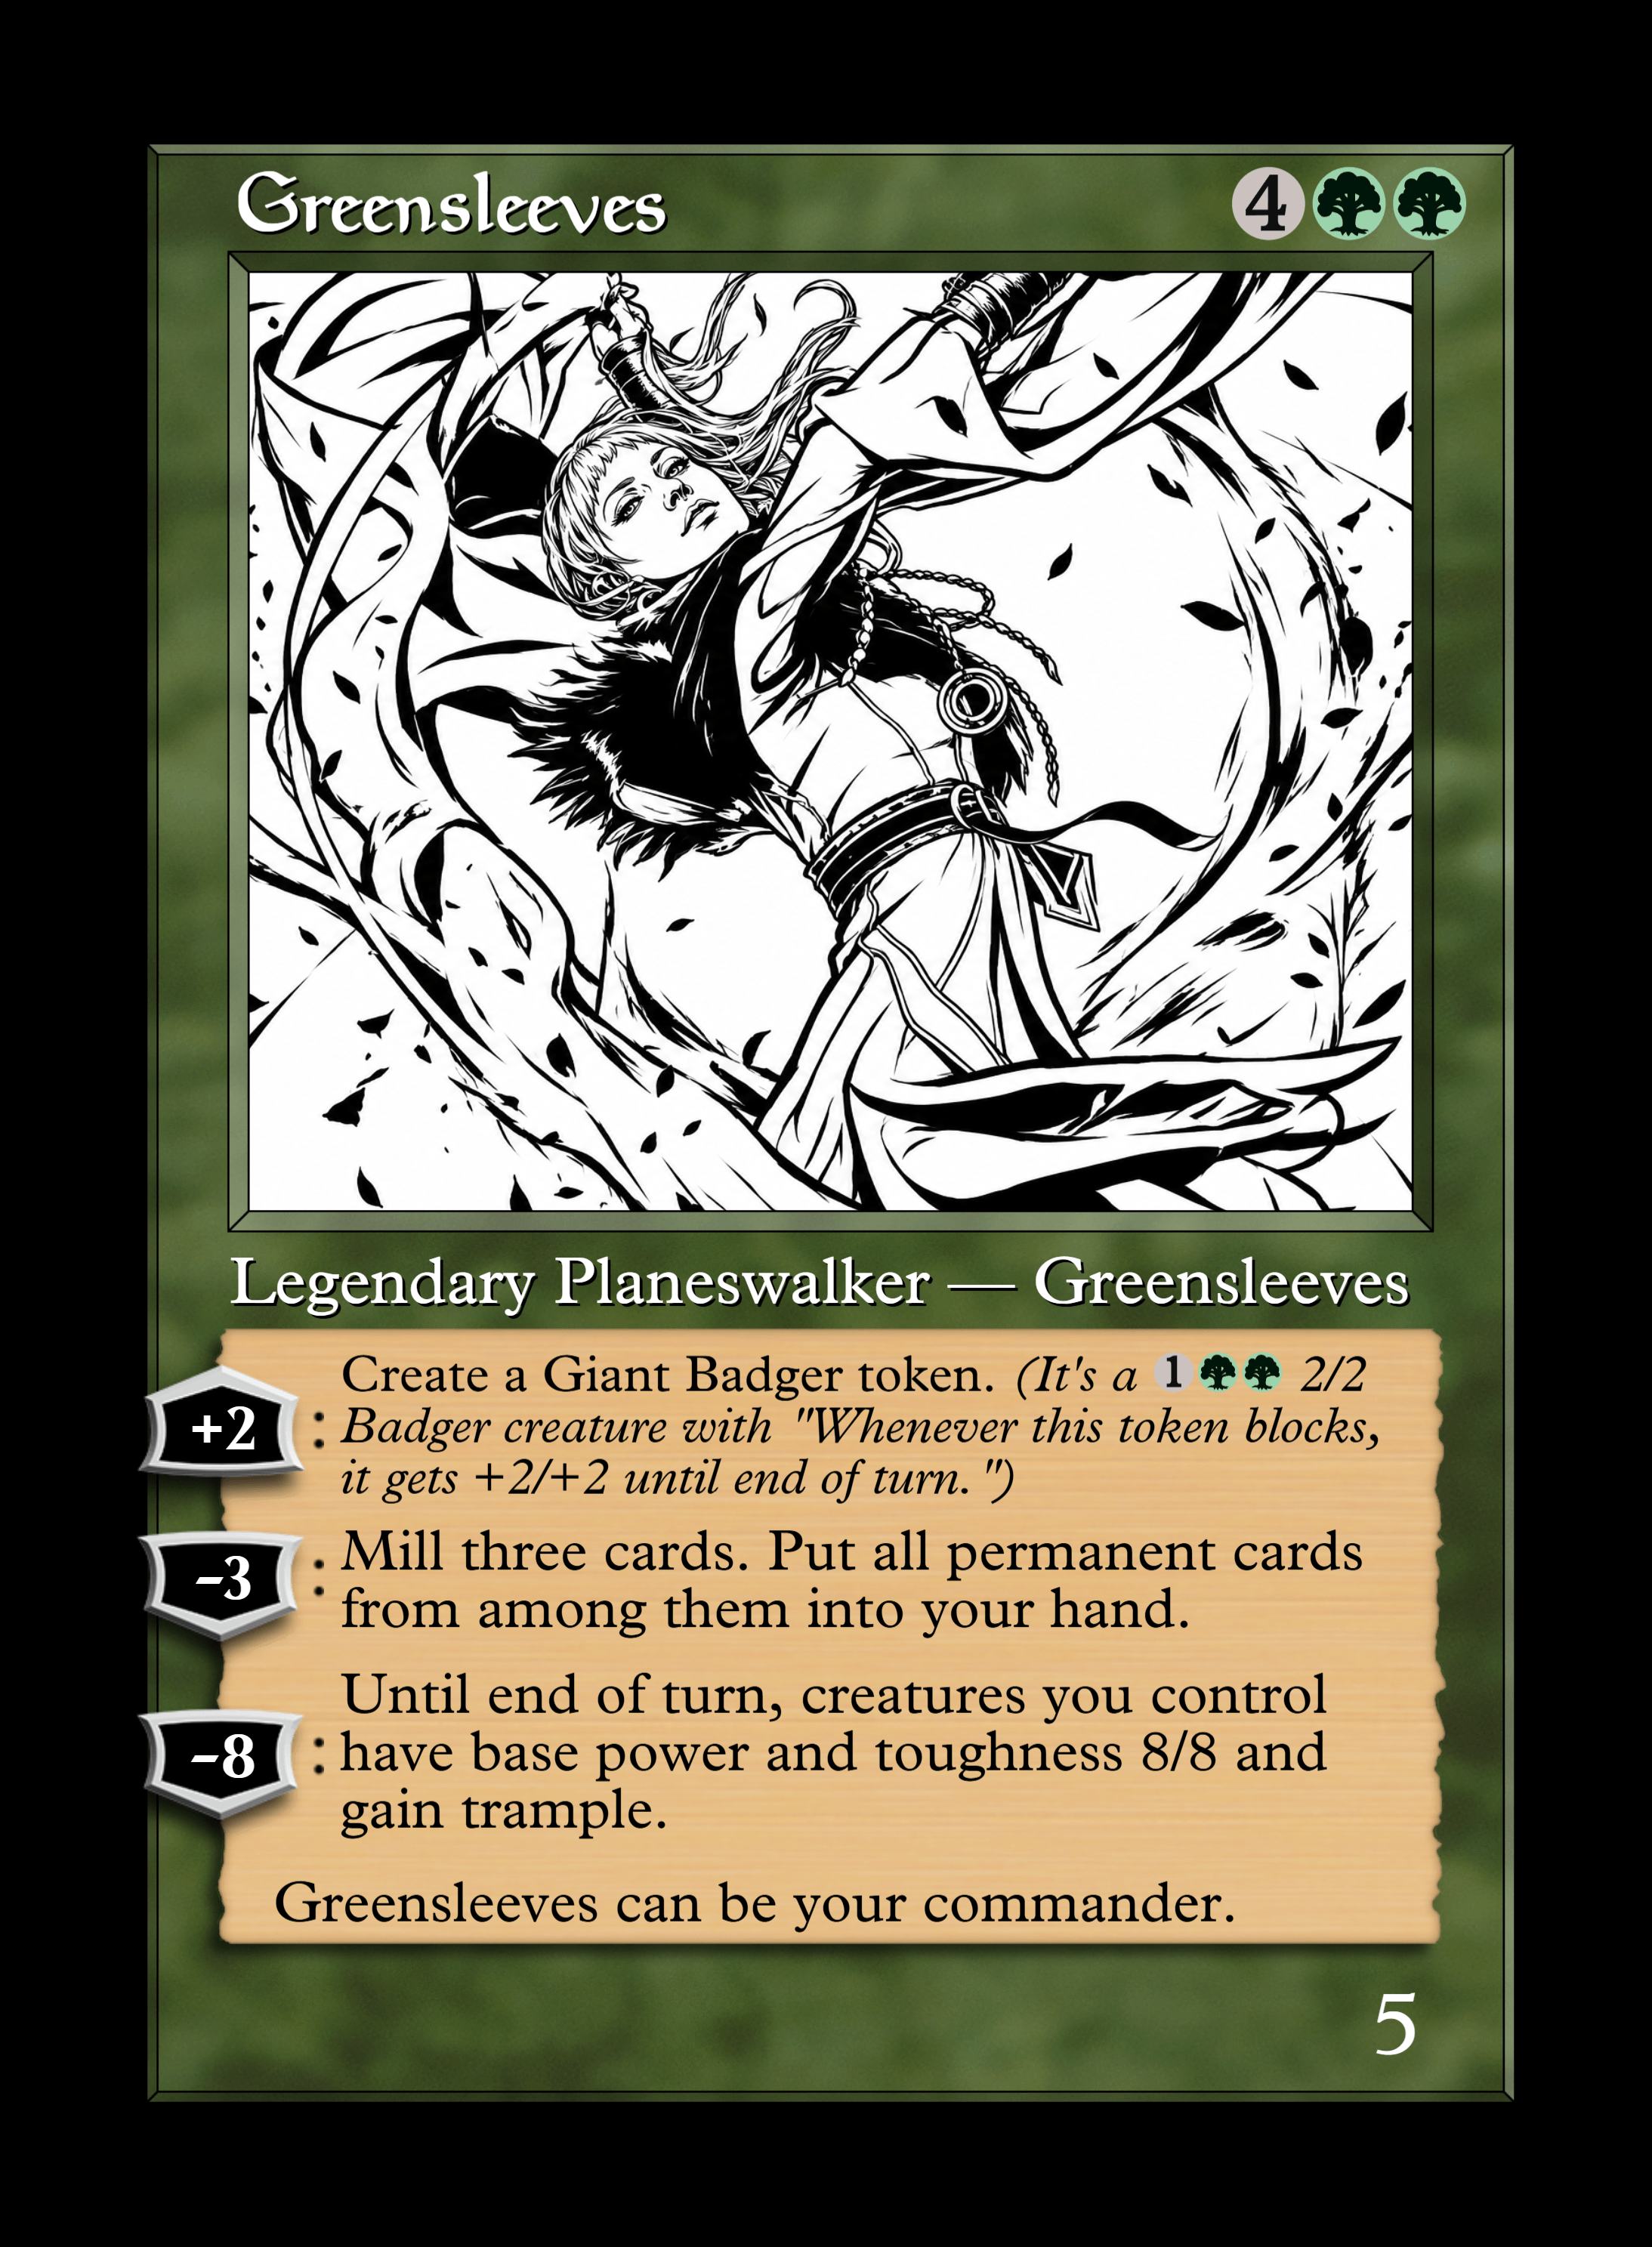 Greensleeves 4
Legendary Planeswalker — Greensleeves
+2 : Create a Giant Badger token. (It's a 1 2/2
Badger creature with "Whenever this token blocks,
it gets +2/+2 until end of turn.")
−3 : Mill three cards. Put all permanent cards
from among them into your hand.
−8 : Until end of turn, creatures you control
have base power and toughness 8/8 and
gain trample.
Greensleeves can be your commander.
5